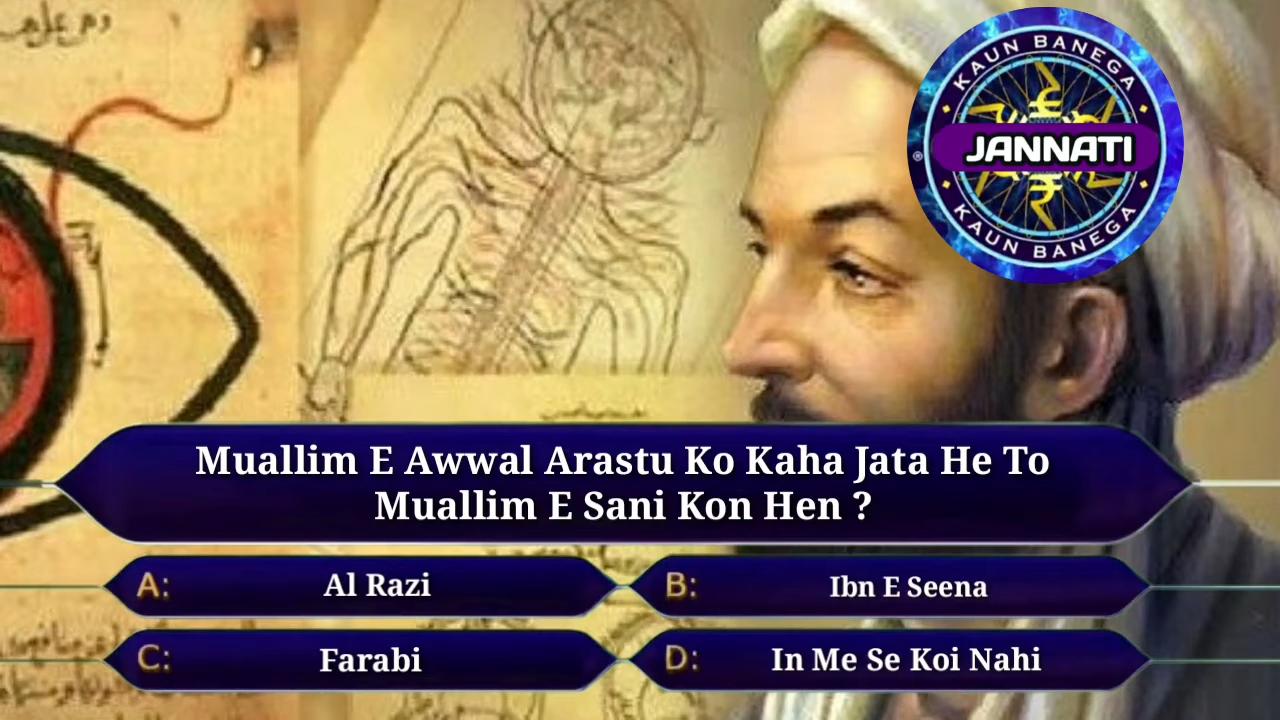 KAUN BANEGA
JANNATI
KAUN BANEGA
®
Muallim E Awwal Arastu Ko Kaha Jata He To
Muallim E Sani Kon Hen ?
A: Al Razi
B: Ibn E Seena
C: Farabi
D: In Me Se Koi Nahi